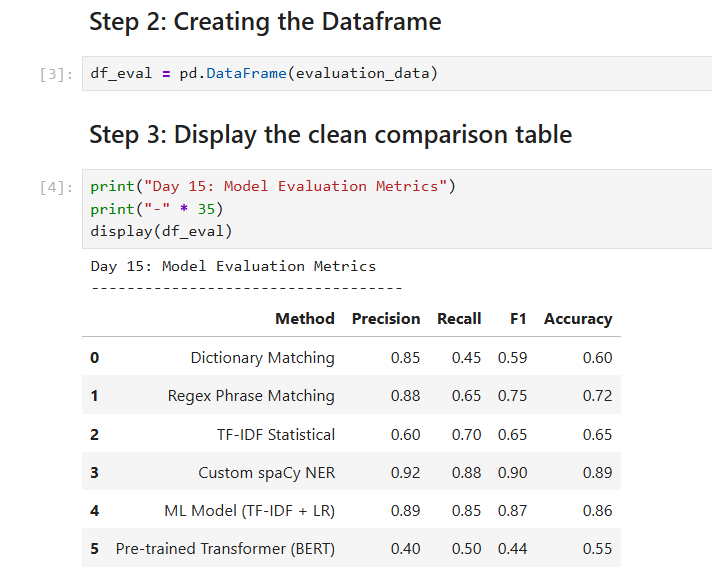 Step 2: Creating the Dataframe
[3]: df_eval = pd.DataFrame(evaluation_data)
Step 3: Display the clean comparison table
[4]: print("Day 15: Model Evaluation Metrics")
print("-" * 35)
display(df_eval)
Day 15: Model Evaluation Metrics
-----------------------------------
Method Precision Recall F1 Accuracy
0 Dictionary Matching 0.85 0.45 0.59 0.60
1 Regex Phrase Matching 0.88 0.65 0.75 0.72
2 TF-IDF Statistical 0.60 0.70 0.65 0.65
3 Custom spaCy NER 0.92 0.88 0.90 0.89
4 ML Model (TF-IDF + LR) 0.89 0.85 0.87 0.86
5 Pre-trained Transformer (BERT) 0.40 0.50 0.44 0.55